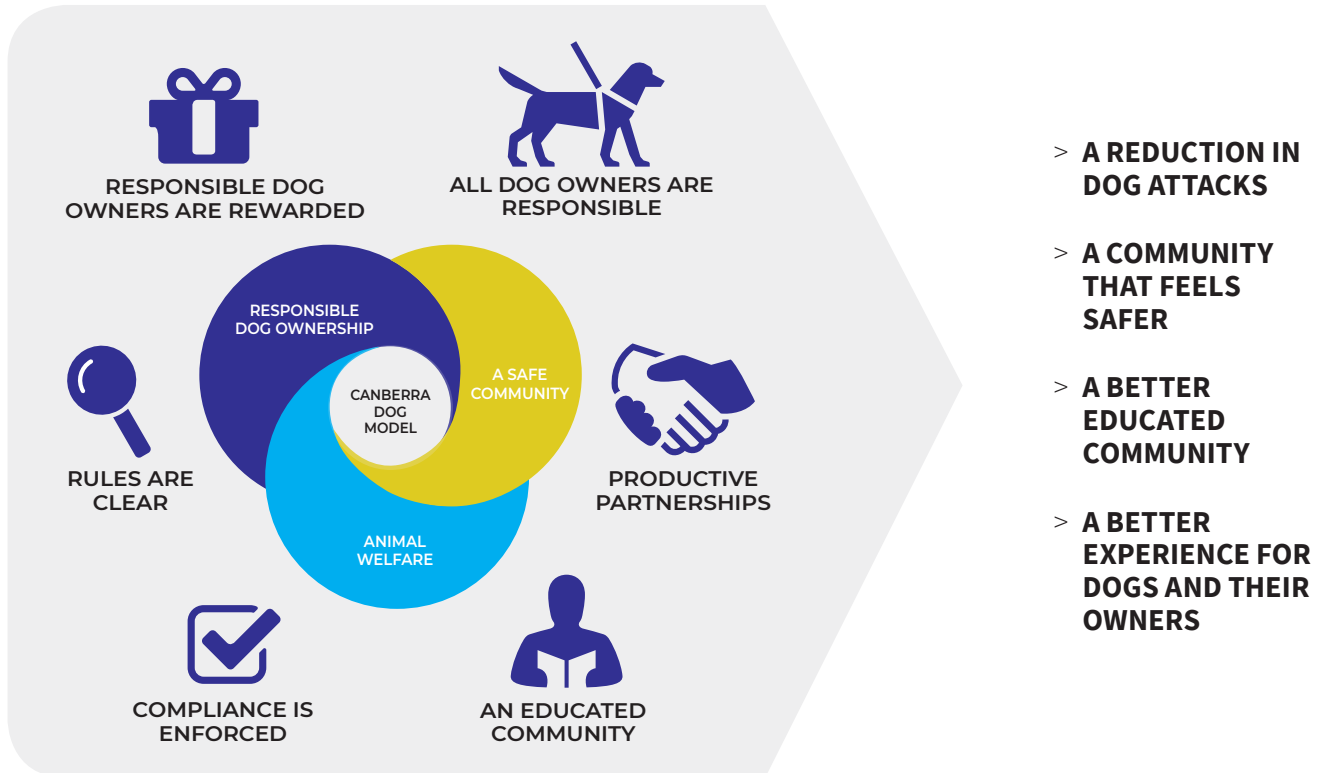 RESPONSIBLE DOG
OWNERS ARE REWARDED
ALL DOG OWNERS ARE
RESPONSIBLE
RESPONSIBLE
DOG OWNERSHIP
A SAFE
COMMUNITY
CANBERRA
DOG
MODEL
ANIMAL
WELFARE
RULES ARE
CLEAR
PRODUCTIVE
PARTNERSHIPS
COMPLIANCE IS
ENFORCED
AN EDUCATED
COMMUNITY
> A REDUCTION IN
DOG ATTACKS
> A COMMUNITY
THAT FEELS
SAFER
> A BETTER
EDUCATED
COMMUNITY
> A BETTER
EXPERIENCE FOR
DOGS AND THEIR
OWNERS